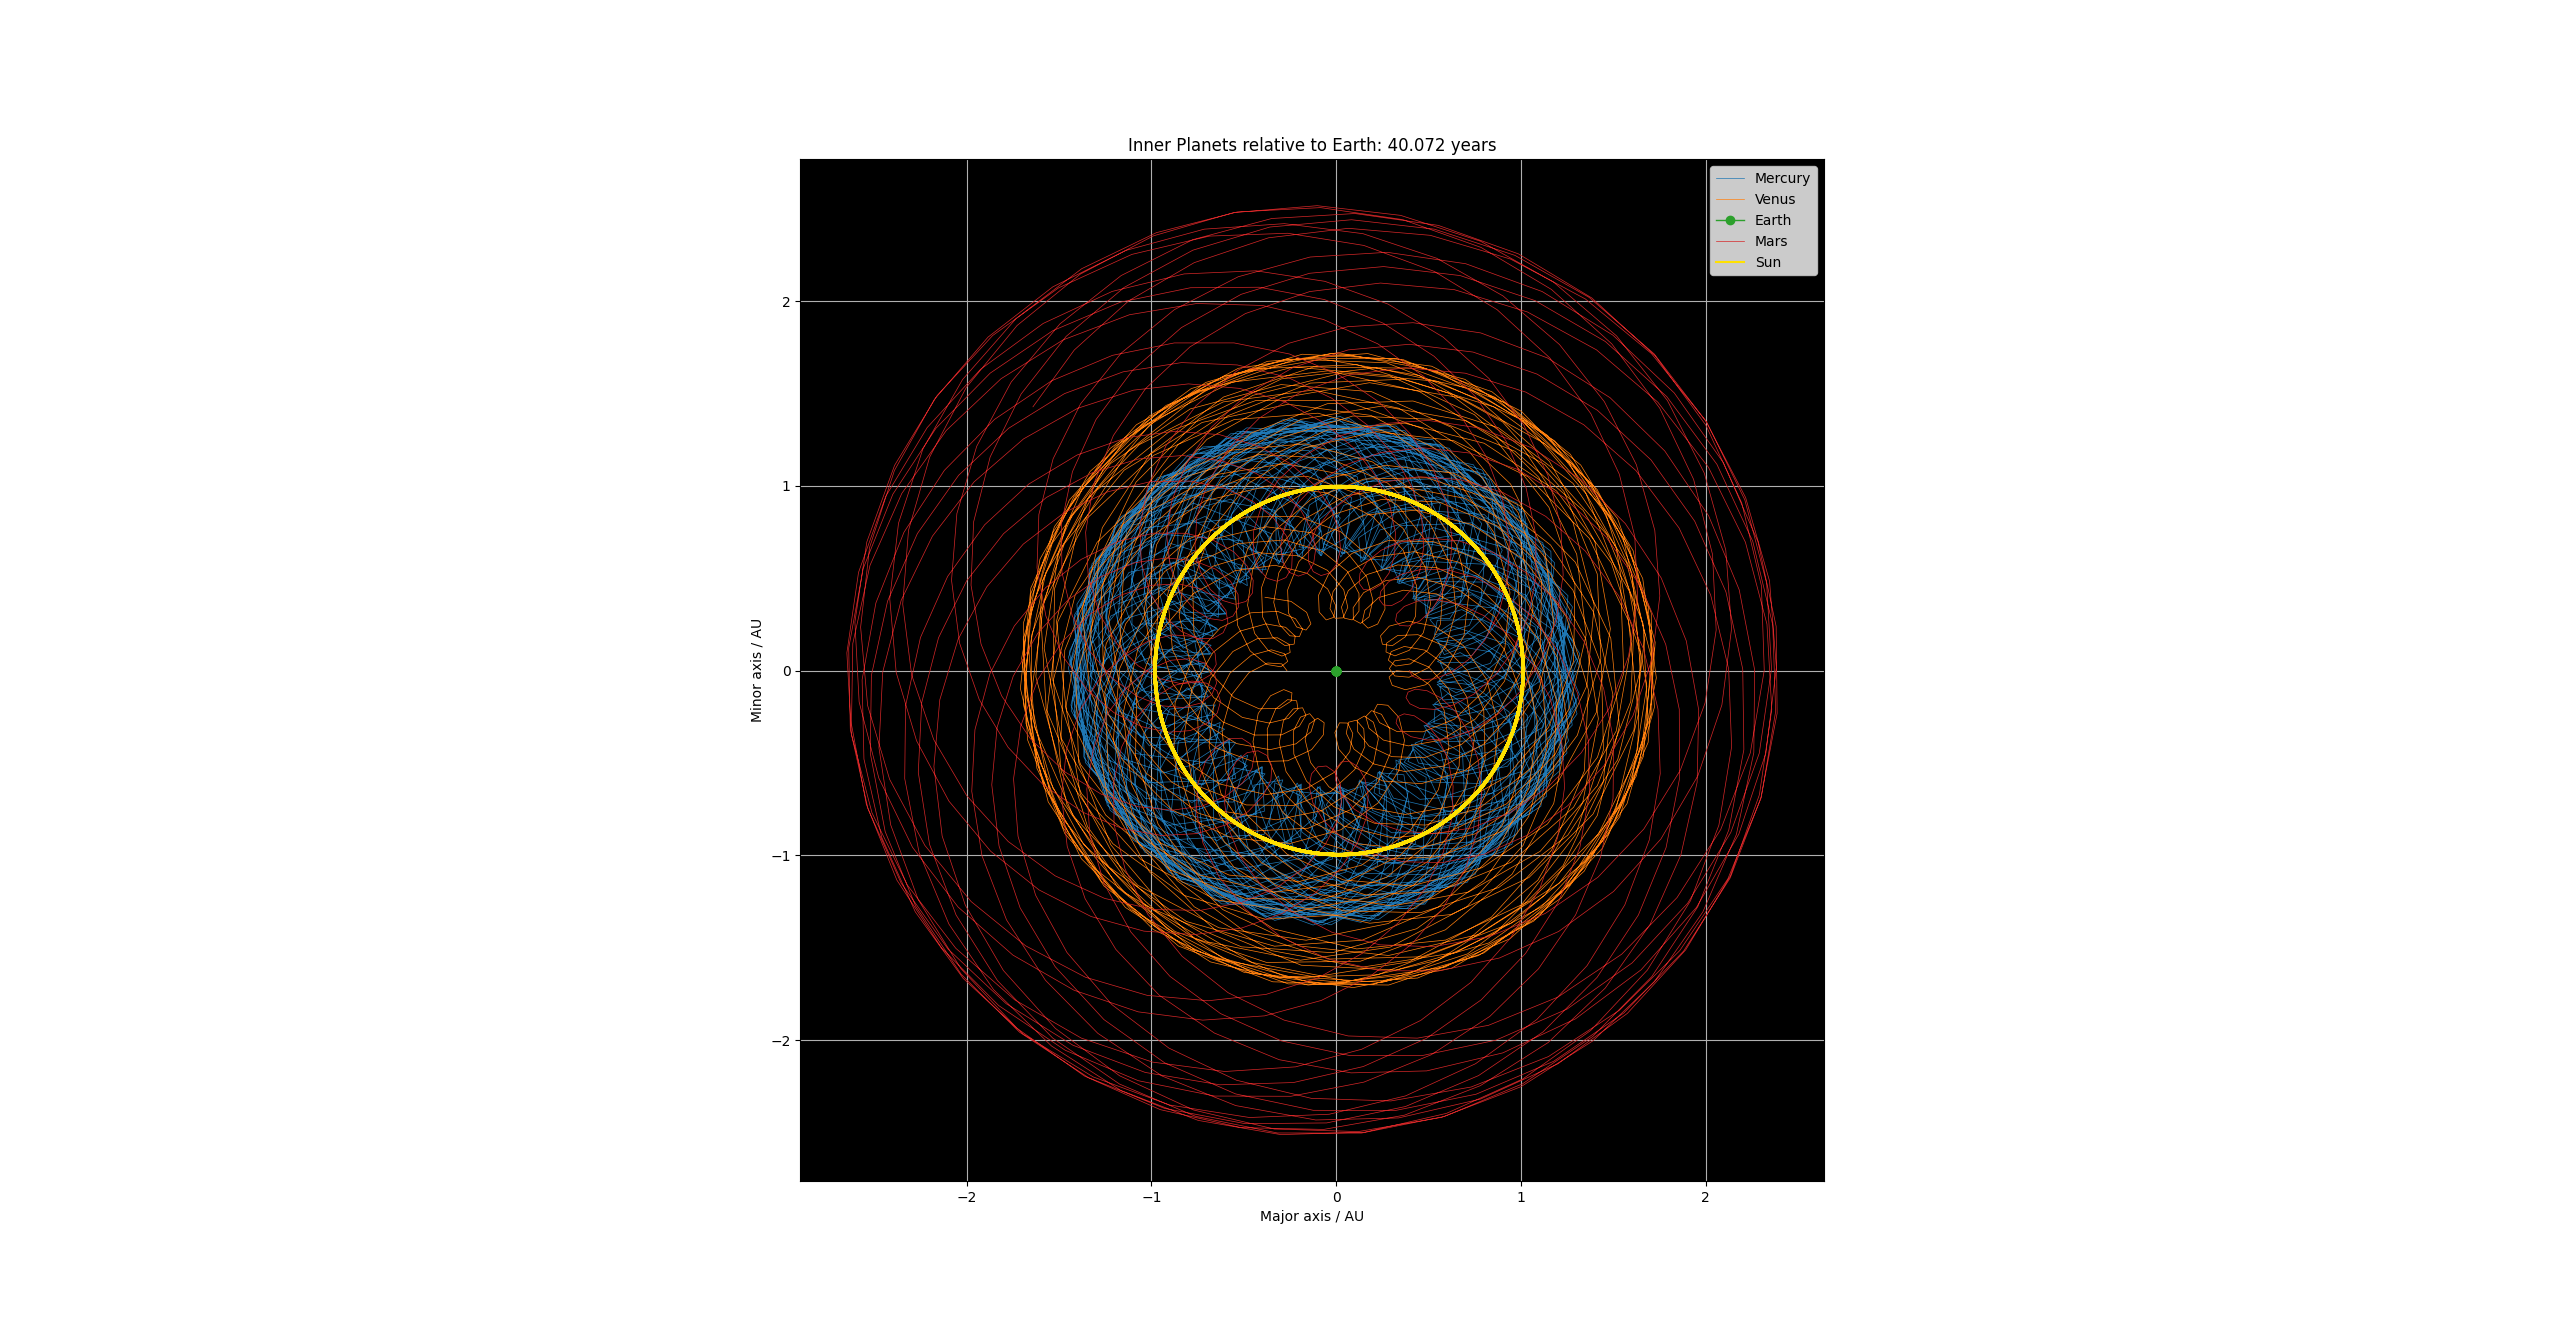 Inner Planets relative to Earth: 40.072 years
Mercury
Venus
Earth
Mars
Sun
2
1
0
−1
−2
Minor axis / AU
−2
−1
0
1
2
Major axis / AU